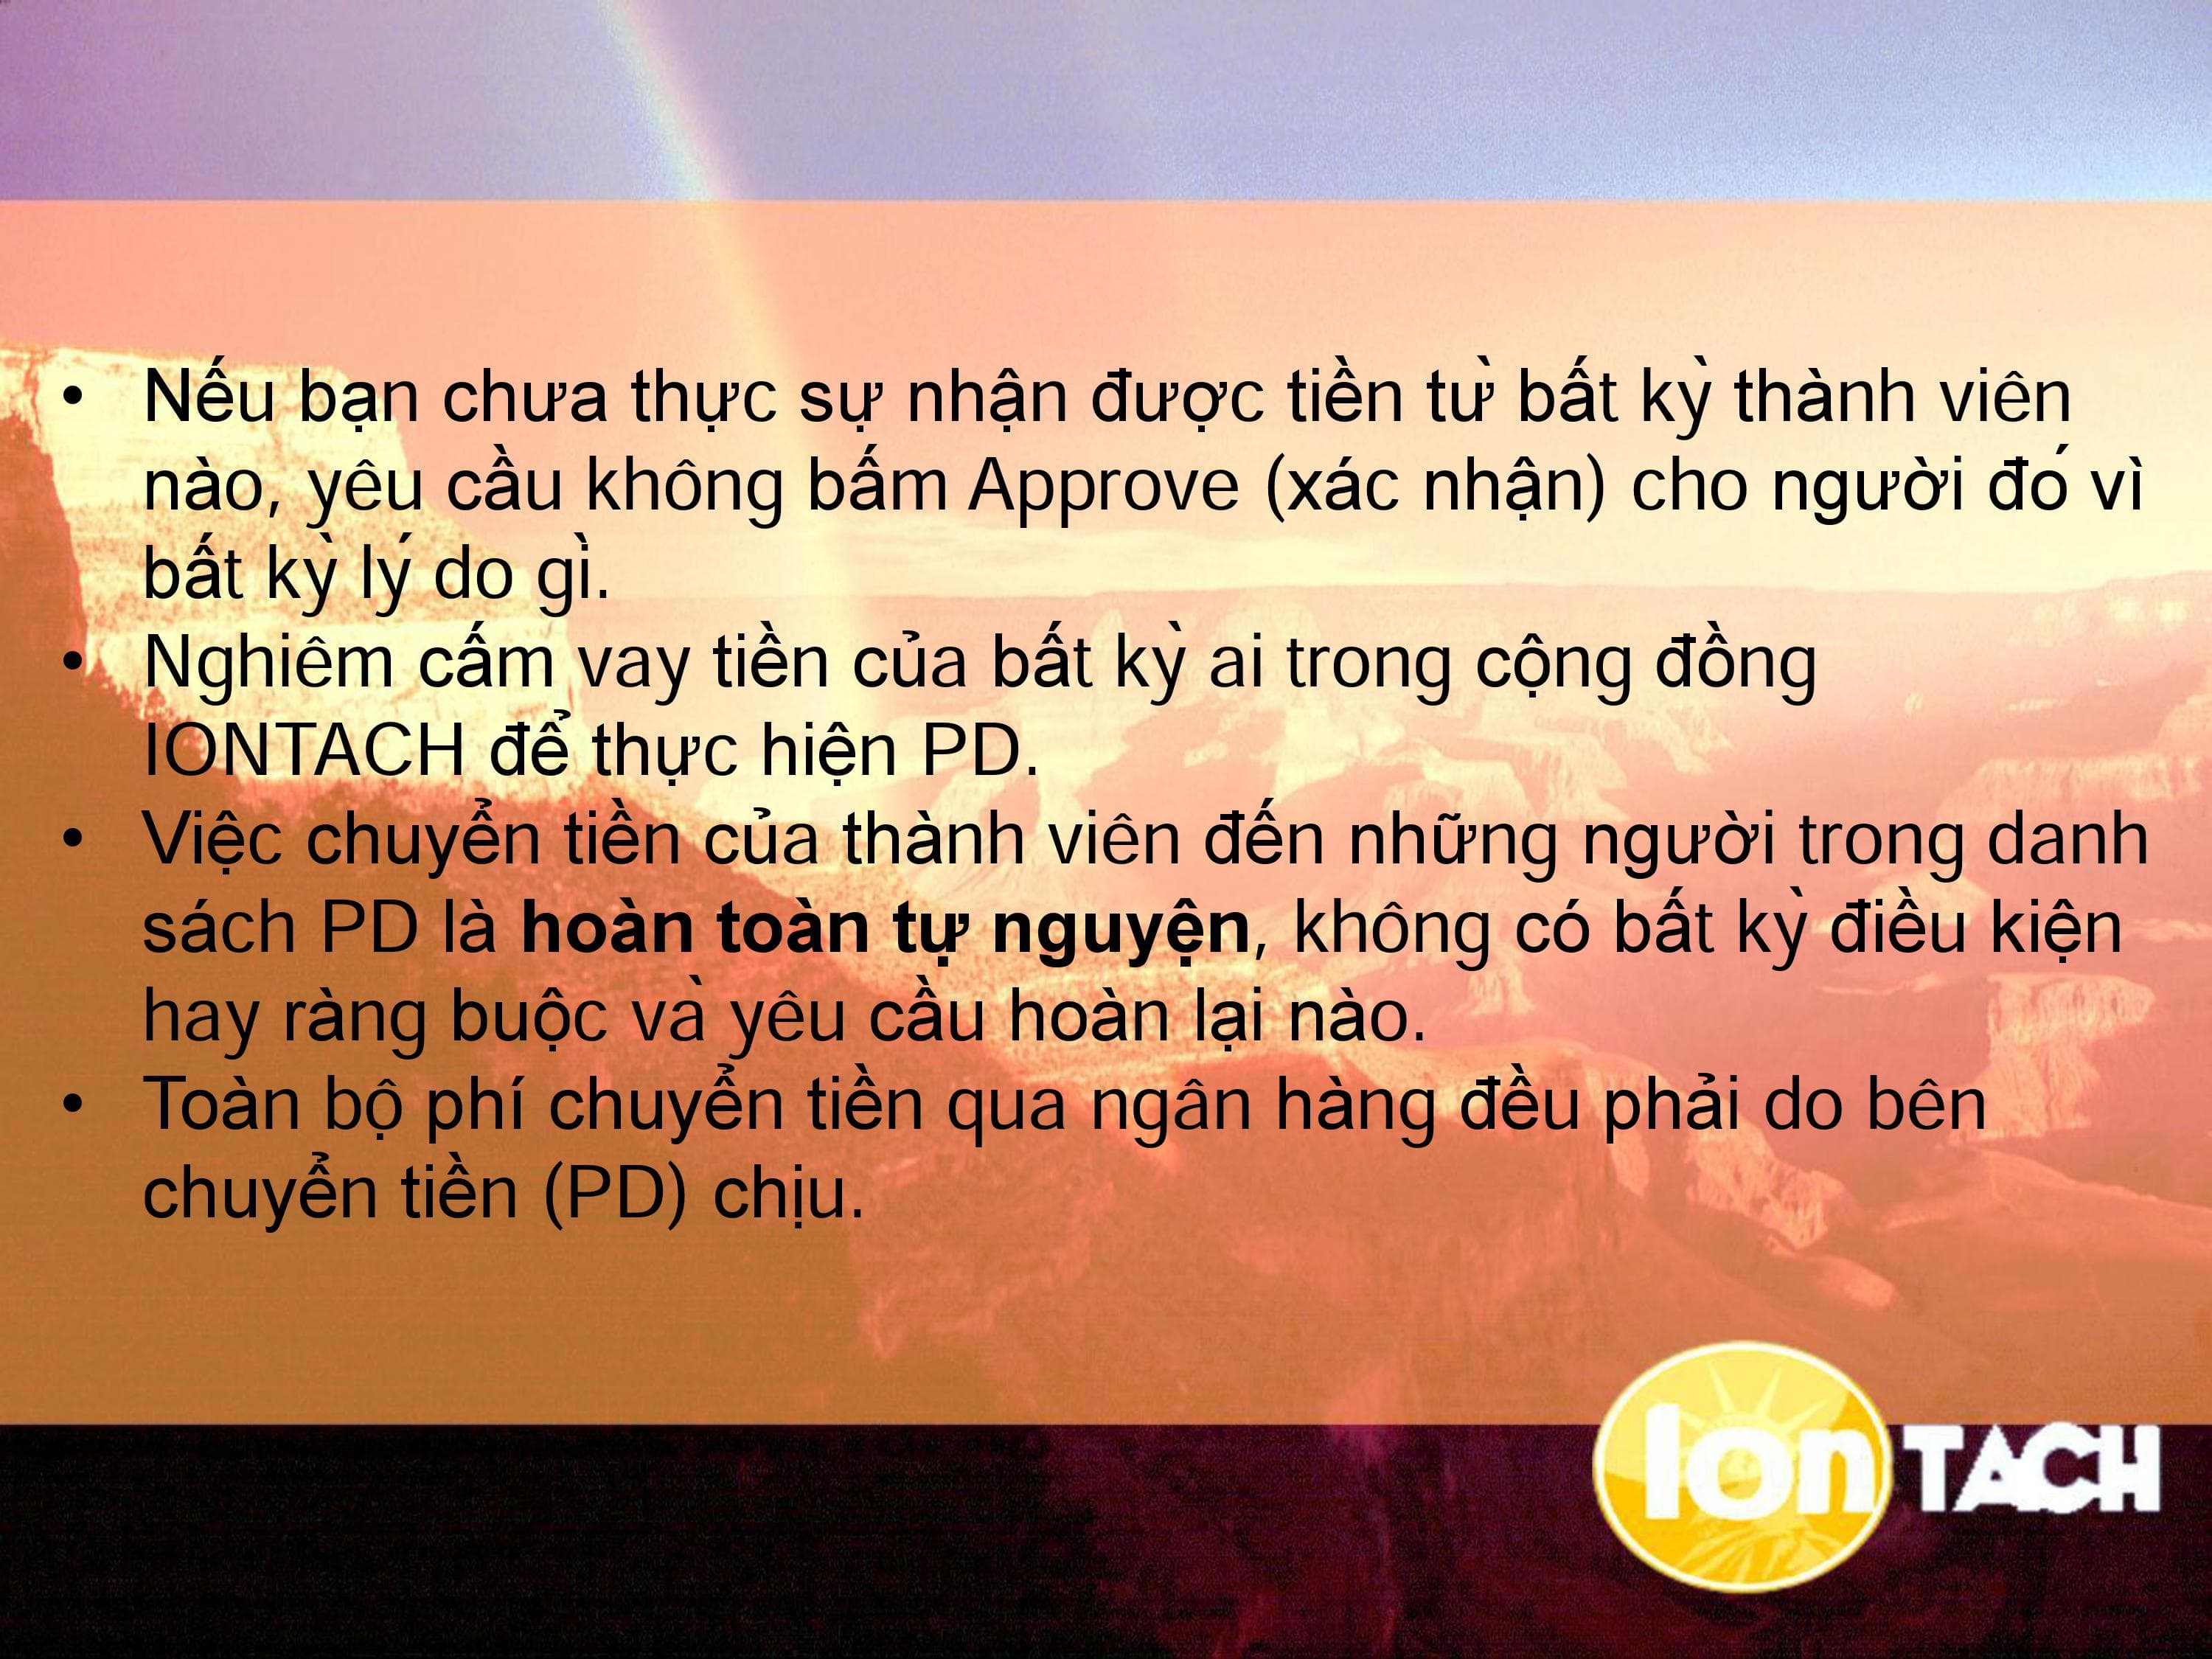 • Nếu bạn chưa thực sự nhận được tiền từ bất kỳ thành viên
nào, yêu cầu không bấm Approve (xác nhận) cho người đó vì
bất kỳ lý do gì.
• Nghiêm cấm vay tiền của bất kỳ ai trong cộng đồng
IONTACH để thực hiện PD.
• Việc chuyển tiền của thành viên đến những người trong danh
sách PD là hoàn toàn tự nguyện, không có bất kỳ điều kiện
hay ràng buộc và yêu cầu hoàn lại nào.
• Toàn bộ phí chuyển tiền qua ngân hàng đều phải do bên
chuyển tiền (PD) chịu.
Ion TACH